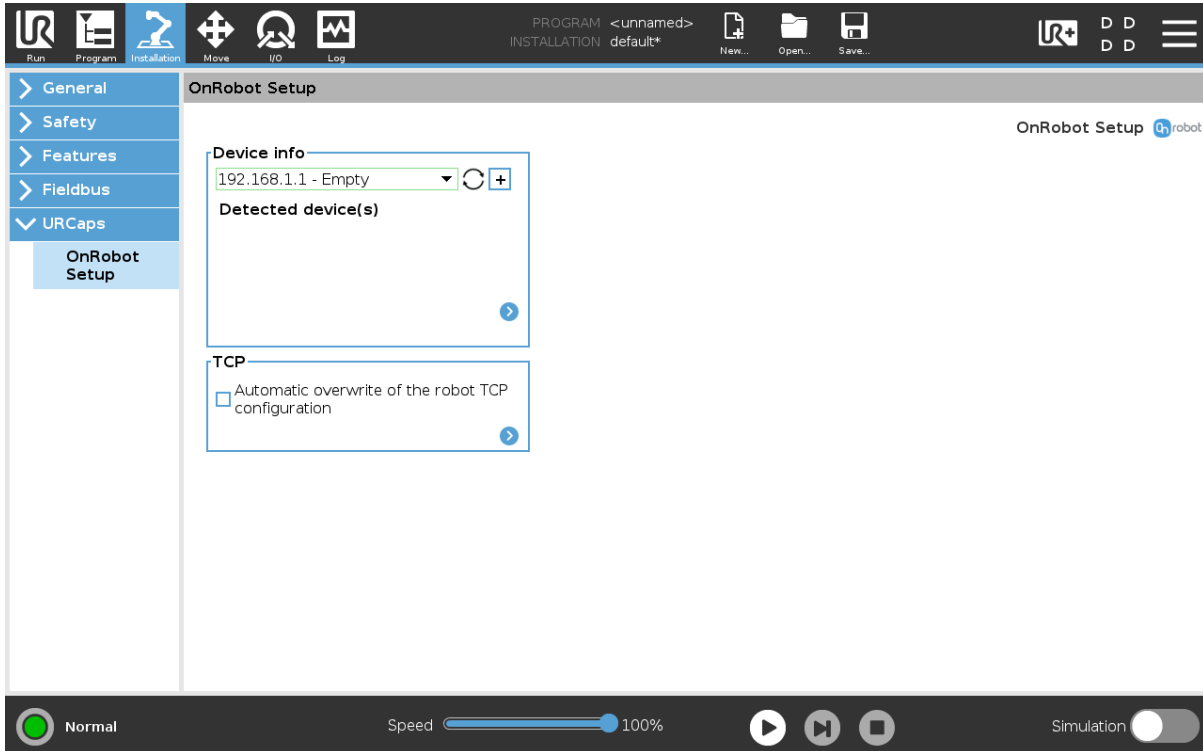 PROGRAM <unnamed>
INSTALLATION default*
Run Program Installation Move I/O Log New... Open... Save...
UR+
D D
D D
General
Safety
Features
Fieldbus
URCaps
OnRobot
Setup
OnRobot Setup
OnRobot Setup OnRobot
Device info
192.168.1.1 - Empty
+
Detected device(s)
TCP
Automatic overwrite of the robot TCP
configuration
Normal
Speed 100%
Simulation